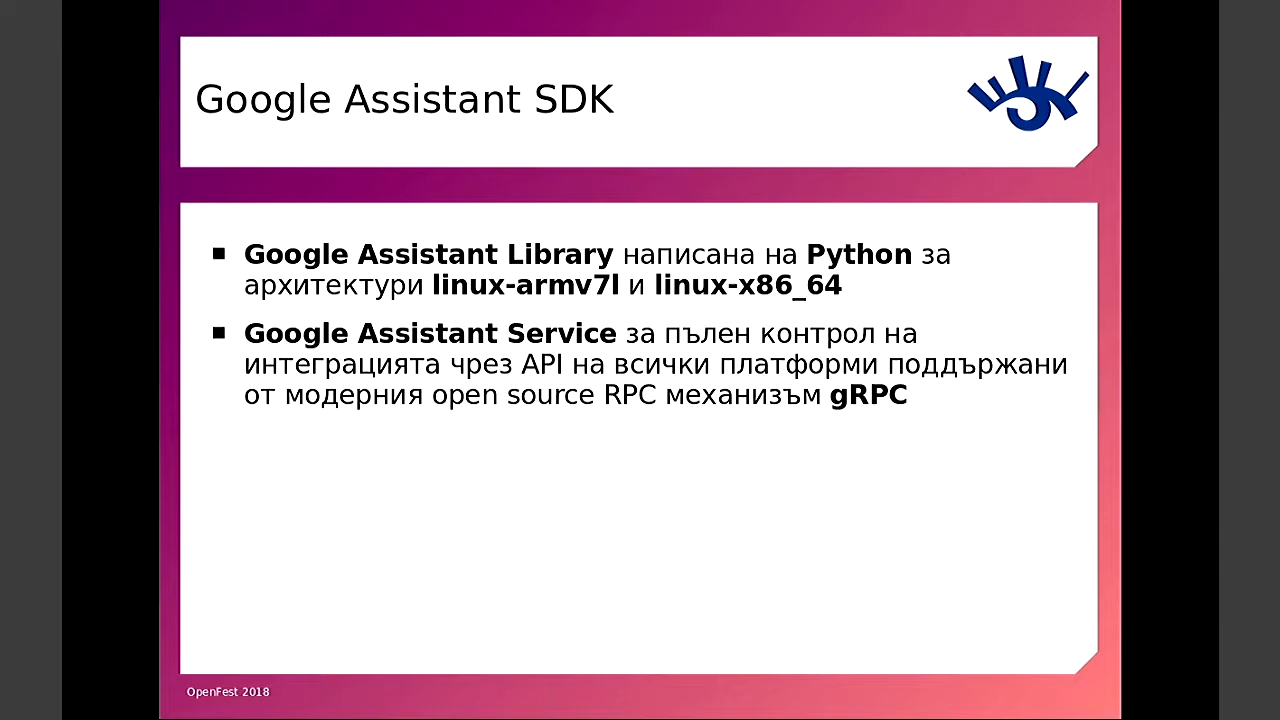 Google Assistant SDK
Google Assistant Library написана на Python за
архитектури linux-armv7l и linux-x86_64
Google Assistant Service за пълен контрол на
интеграцията чрез API на всички платформи поддържани
от модерния open source RPC механизъм gRPC
OpenFest 2018